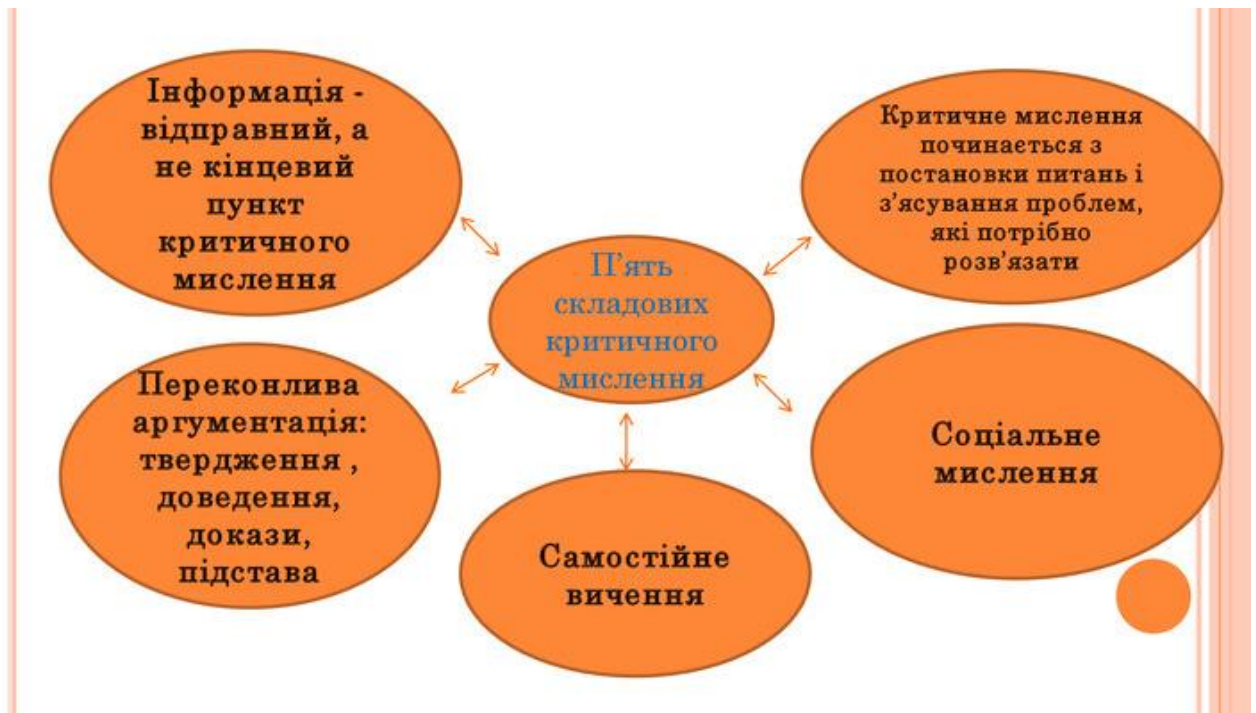 Інформація -
відправний, а
не кінцевий
пункт
критичного
мислення
Критичне мислення
починається з
постановки питань і
з’ясування проблем,
які потрібно
розв’язати
П’ять
складових
критичного
мислення
Переконлива
аргументація:
твердження ,
доведення,
докази,
підстава
Соціальне
мислення
Самостійне
вичення